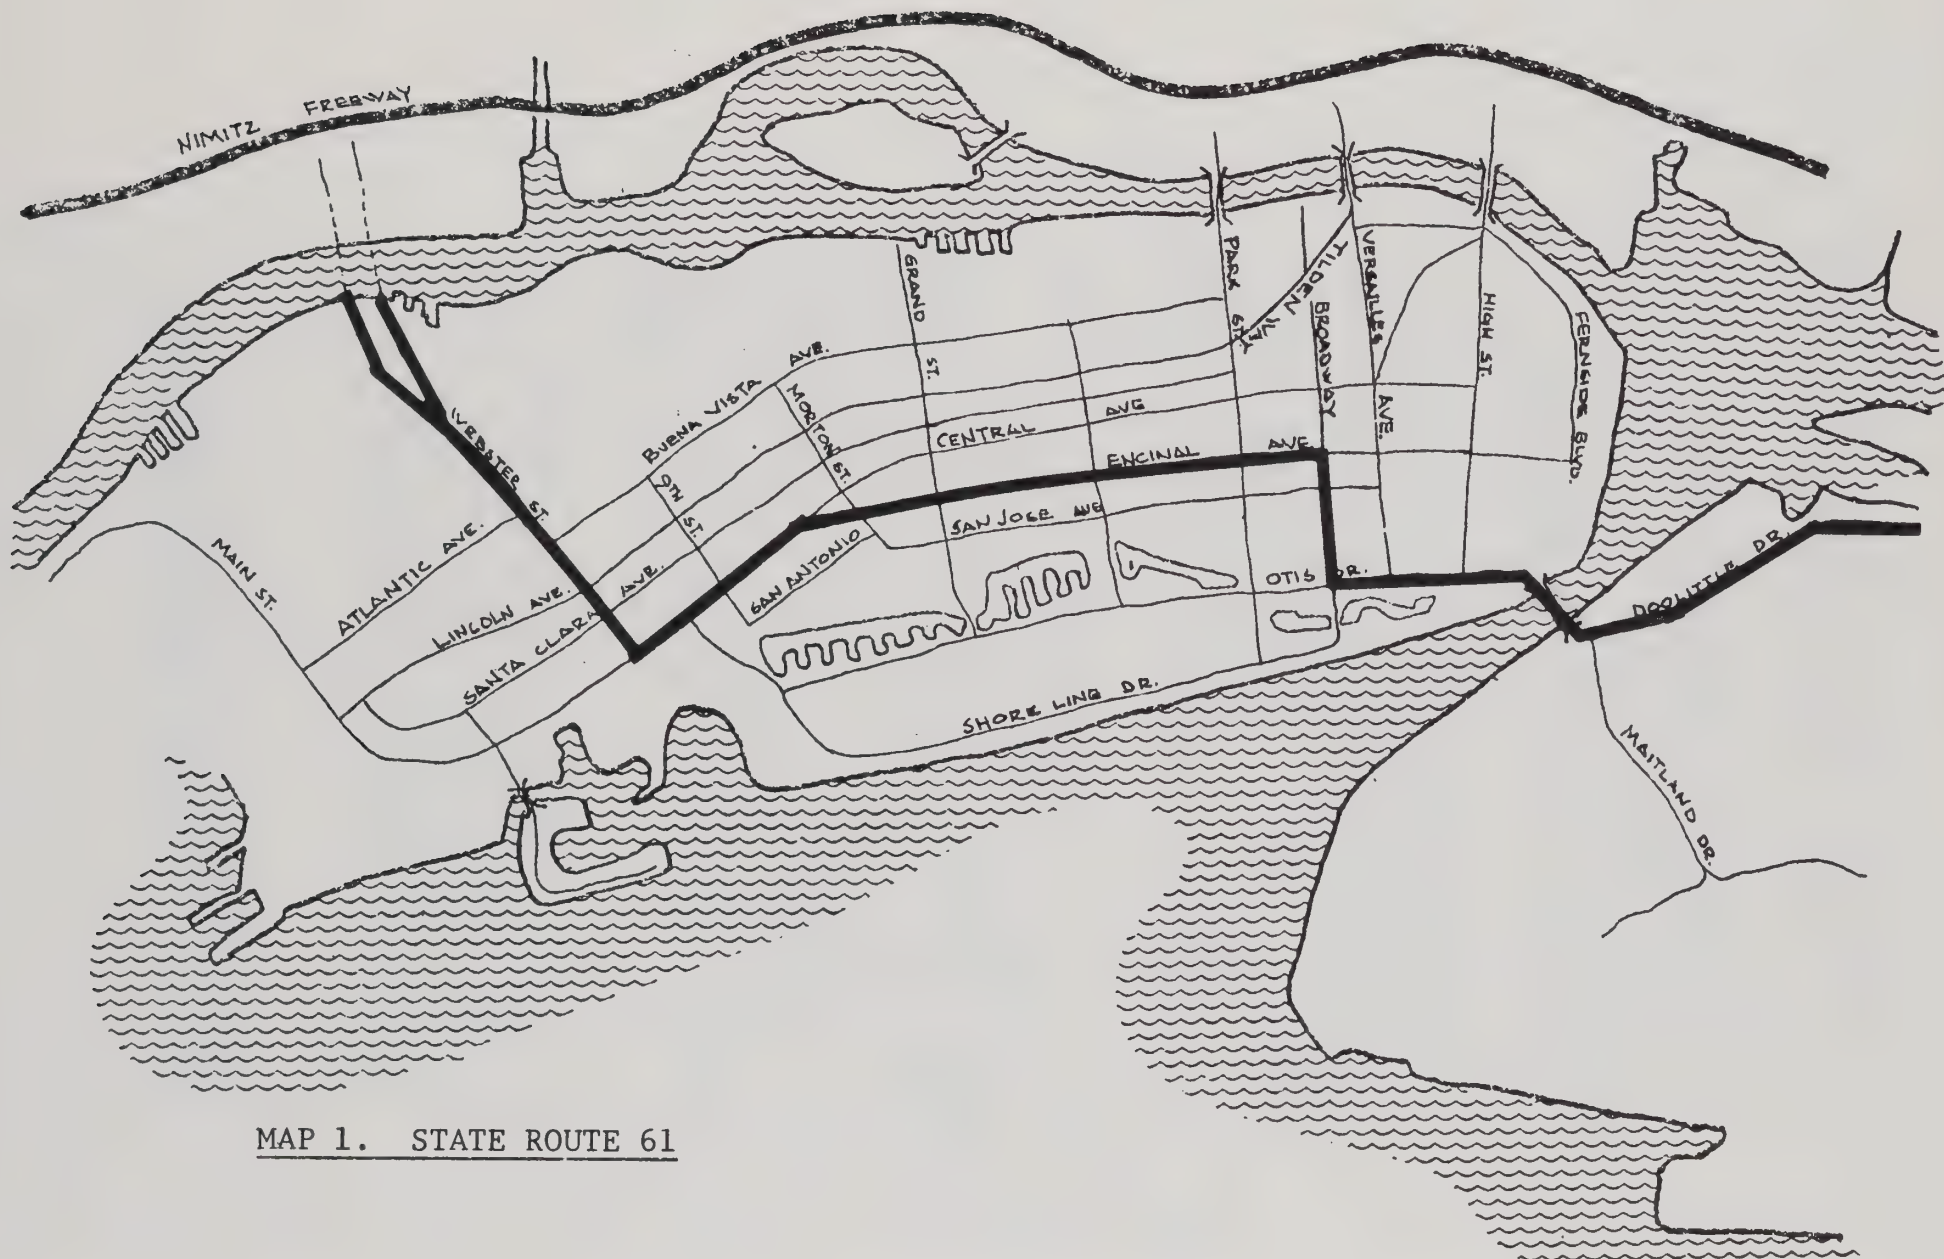 NIMITZ FREEWAY
GRAND ST.
PARK ST.
TILDEN WAY
BROADWAY
VERSAILLES AVE.
HIGH ST.
FERNSIDE BLVD.
WEBSTER ST.
BUENA VISTA AVE.
MORTON ST.
9TH ST.
CENTRAL AVE
ENCINAL AVE
SAN JOSE AVE
SAN ANTONIO
MAIN ST.
ATLANTIC AVE.
LINCOLN AVE.
SANTA CLARA AVE.
OTIS DR.
DOOLITTLE DR.
SHORE LINE DR.
MAITLAND DR.
MAP 1. STATE ROUTE 61